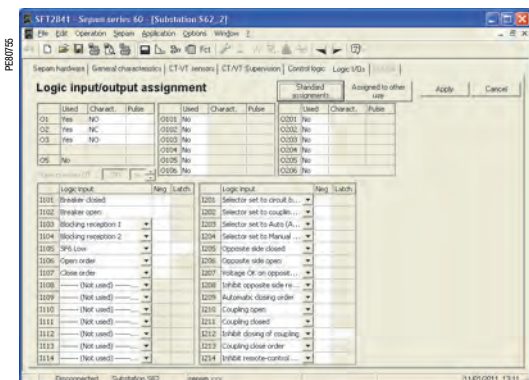 PE80755
SFT2841 - Sepam series 60 - [Substation S62_2]
File Edit Operation Sepam Application Options Window ?
Sepam hardware General characteristics CT-VT sensors CT/VT Supervision Control logic Logic I/Os
Logic input/output assignment
Standard assignments
Assigned to other use
Apply
Cancel
Used Charact. Pulse Used Charact. Pulse Used Charact. Pulse
O1 Yes NO O101 No O201 No
O2 Yes NC O102 No O202 No
O3 Yes NO O103 No O203 No
O104 No O204 No
O5 No O105 No O205 No
O106 No O206 No
Logic input Neg Latch Logic input Neg Latch
I101 Breaker closed I201 Selector set to circuit b...
I102 Breaker open I202 Selector set to couplin...
I103 Blocking reception 1 I203 Selector set to Auto (A...
I104 Blocking reception 2 I204 Selector set to Manual ...
I105 SF6 Low I205 Opposite side closed
I106 Open order I206 Opposite side open
I107 Close order I207 Voltage OK on opposit...
I108 ------- (Not used) ------... I208 Inhibit opposite side re...
I109 ------- (Not used) ------... I209 Automatic closing order
I110 ------- (Not used) ------... I210 Coupling open
I111 ------- (Not used) ------... I211 Coupling closed
I112 ------- (Not used) ------... I212 Inhibit closing of coupling
I113 ------- (Not used) ------... I213 Coupling close order
I114 ------- (Not used) ------... I214 Inhibit remote-control ...
Disconnected Substation S62 sepam xxx 11/01/2011 13:11